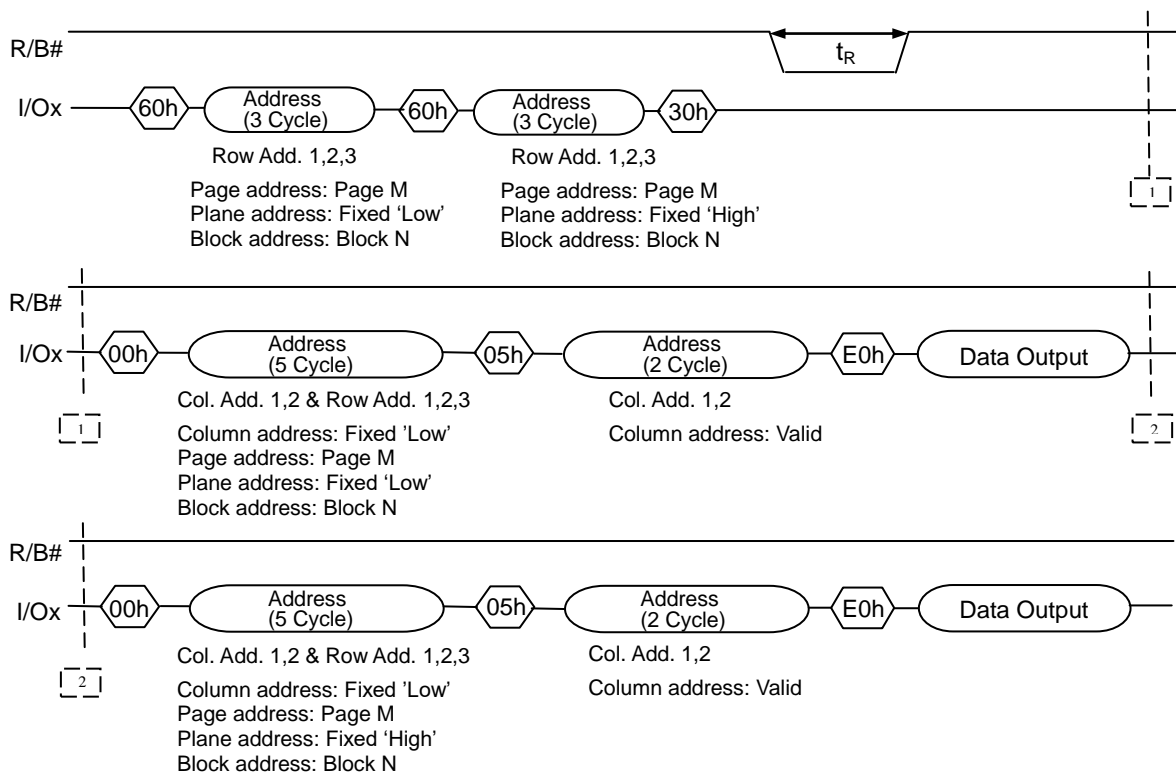 R/B#
tR
I/Ox 60h Address (3 Cycle) 60h Address (3 Cycle) 30h
Row Add. 1,2,3 Row Add. 1,2,3
Page address: Page M Page address: Page M
Plane address: Fixed ‘Low’ Plane address: Fixed ‘High’
Block address: Block N Block address: Block N
1
R/B#
I/Ox 00h Address (5 Cycle) 05h Address (2 Cycle) E0h Data Output
Col. Add. 1,2 & Row Add. 1,2,3 Col. Add. 1,2
1 2
Column address: Fixed ’Low’ Column address: Valid
Page address: Page M
Plane address: Fixed ‘Low’
Block address: Block N
R/B#
I/Ox 00h Address (5 Cycle) 05h Address (2 Cycle) E0h Data Output
Col. Add. 1,2 & Row Add. 1,2,3 Col. Add. 1,2
2
Column address: Fixed ’Low’ Column address: Valid
Page address: Page M
Plane address: Fixed ‘High’
Block address: Block N